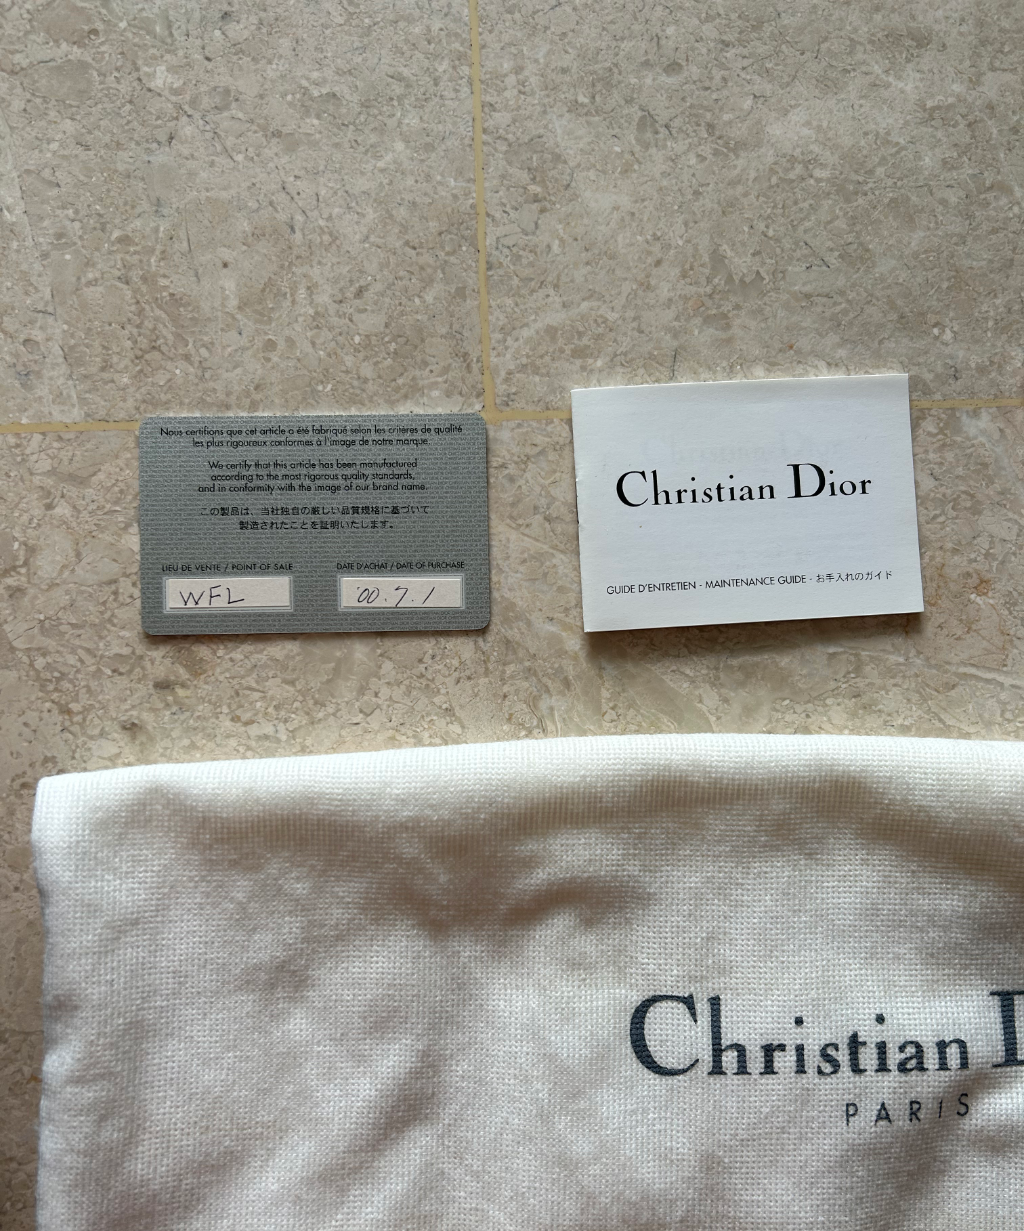 Nous certifions que cet article a été fabriqué selon les critères de qualité
les plus rigoureux conformes à l'image de notre marque.
We certify that this article has been manufactured
according to the most rigorous quality standards,
and in conformity with the image of our brand name.
この製品は、当社独自の厳しい品質規格に基づいて
製造されたことを証明いたします。
LIEU DE VENTE / POINT OF SALE
WFL
DATE D'ACHAT / DATE OF PURCHASE
'00.7.1
Christian Dior
GUIDE D'ENTRETIEN - MAINTENANCE GUIDE - お手入れのガイド
Christian D
PARIS